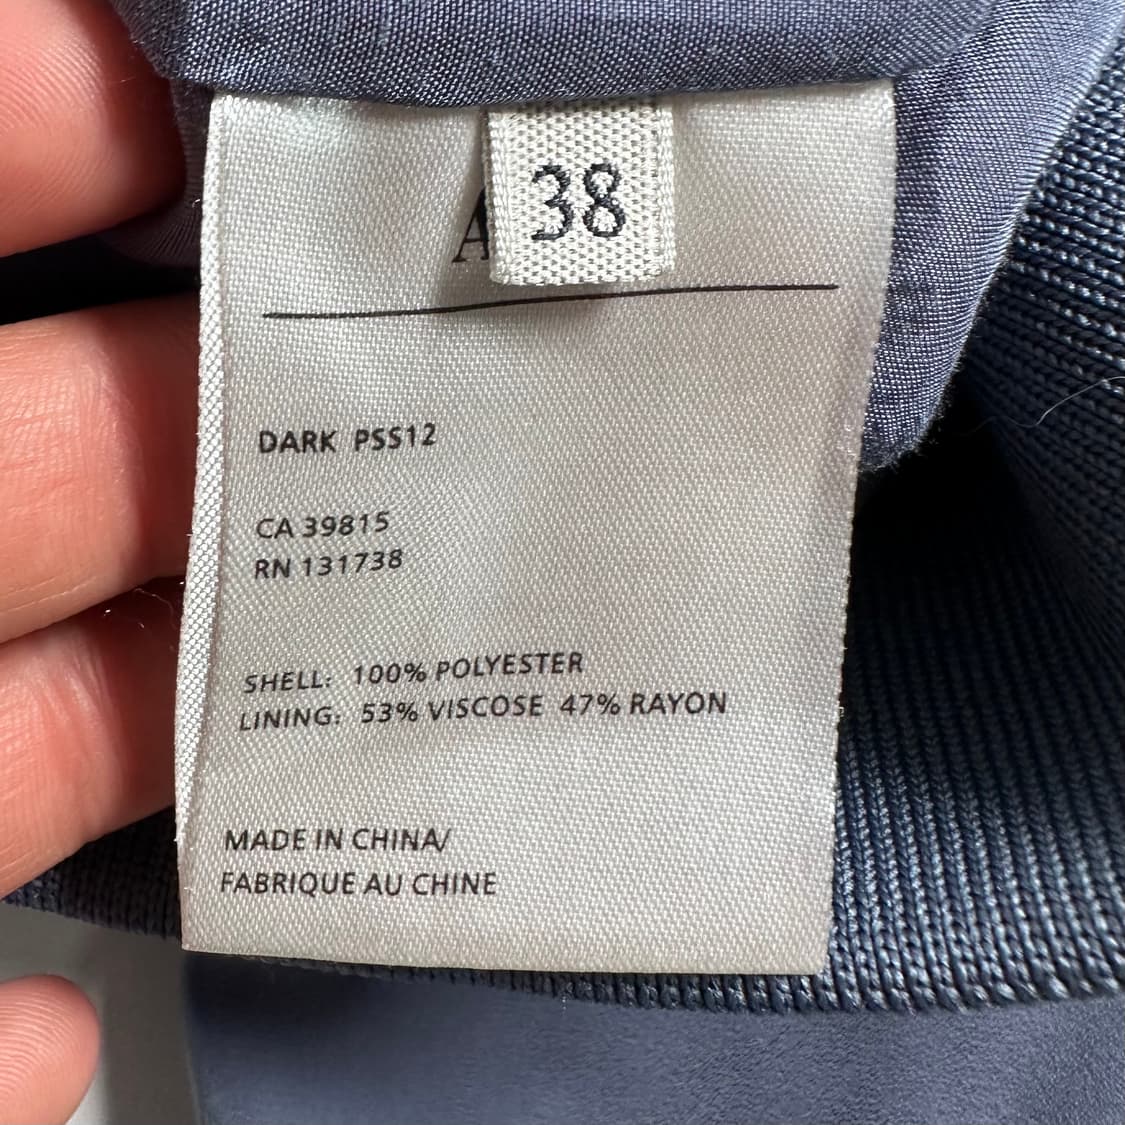 38
DARK PSS12
CA 39815
RN 131738
SHELL: 100% POLYESTER
LINING: 53% VISCOSE 47% RAYON
MADE IN CHINA/
FABRIQUE AU CHINE